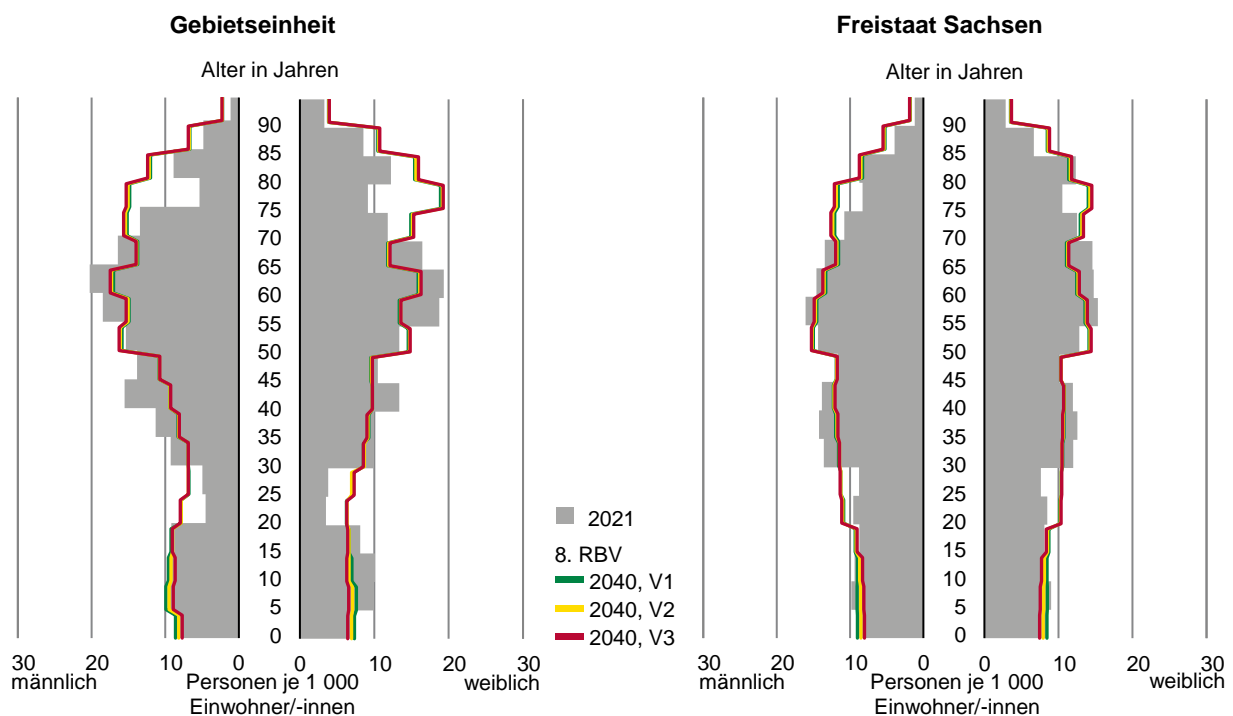 Gebietseinheit
Alter in Jahren
90
85
80
75
70
65
60
55
50
45
40
35
30
25
20
15
10
5
0
30 20 10 0 0 10 20 30
männlich Personen je 1 000 weiblich
Einwohner/-innen
2021
8. RBV
2040, V1
2040, V2
2040, V3
Freistaat Sachsen
Alter in Jahren
90
85
80
75
70
65
60
55
50
45
40
35
30
25
20
15
10
5
0
30 20 10 0 0 10 20 30
männlich Personen je 1 000 weiblich
Einwohner/-innen